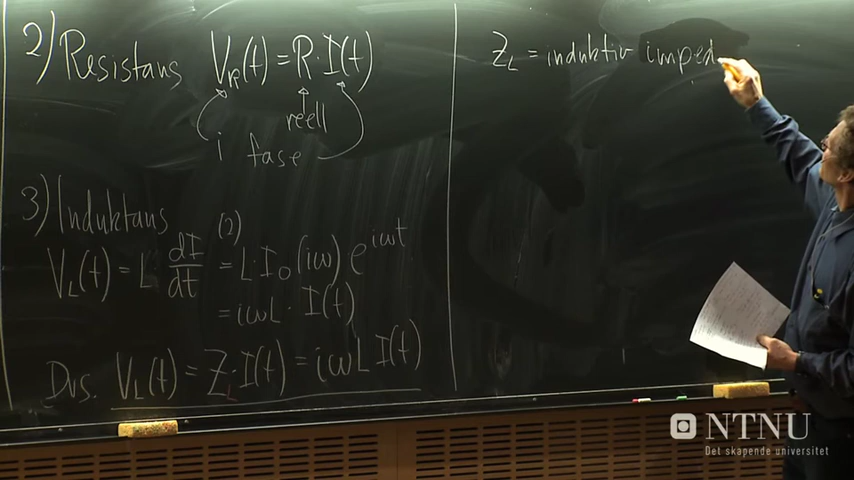 2) Resistans V_R(t) = R · I(t)
reell
i fase
3) Induktans
V_L(t) = L · dI/dt (2)= L · I_0 (iω) e^{iωt}
= iωL · I(t)
Dvs. V_L(t) = Z_L · I(t) = iωL I(t)
Z_L = induktiv imped
NTNU
Det skapende universitet